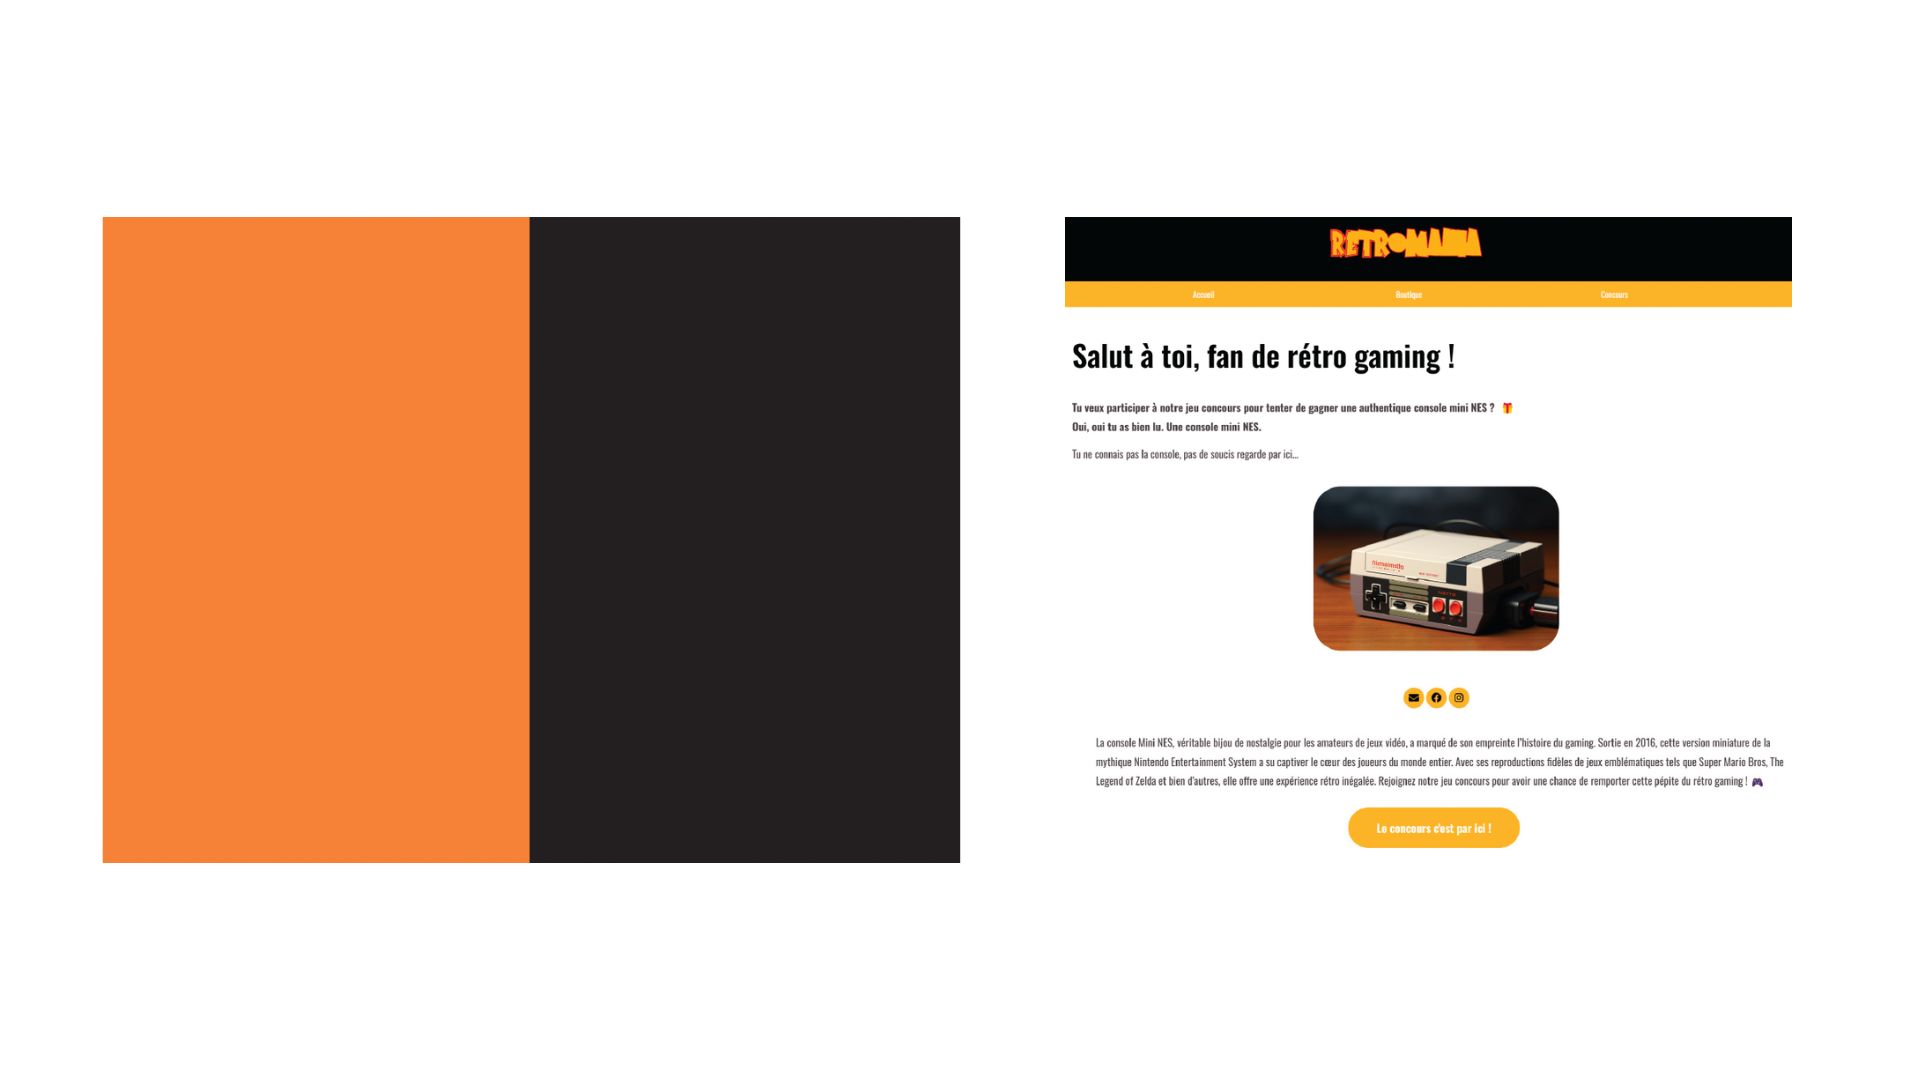 RETROMANIA
Accueil
Boutique
Concours
Salut à toi, fan de rétro gaming !
Tu veux participer à notre jeu concours pour tenter de gagner une authentique console mini NES ? 🎁
Oui, oui tu as bien lu. Une console mini NES.
Tu ne connais pas la console, pas de soucis regarde par ici...
La console Mini NES, véritable bijou de nostalgie pour les amateurs de jeux vidéo, a marqué de son empreinte l'histoire du gaming. Sortie en 2016, cette version miniature de la
mythique Nintendo Entertainment System a su captiver le cœur des joueurs du monde entier. Avec ses reproductions fidèles de jeux emblématiques tels que Super Mario Bros, The
Legend of Zelda et bien d'autres, elle offre une expérience rétro inégalée. Rejoignez notre jeu concours pour avoir une chance de remporter cette pépite du rétro gaming ! 🎮
Le concours c'est par ici !